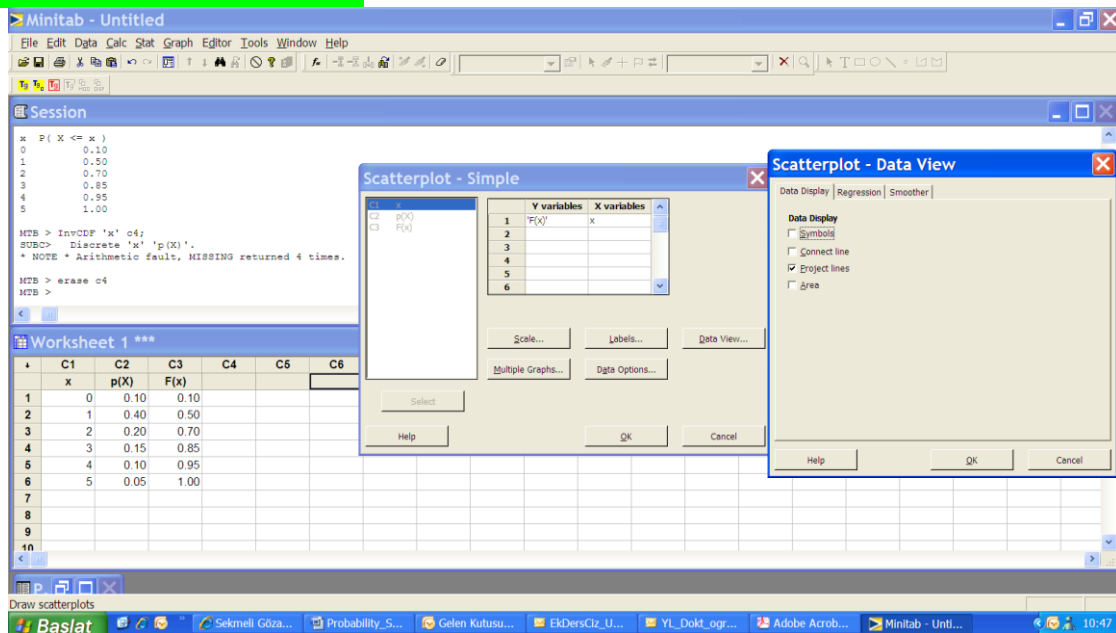 Minitab - Untitled
File Edit Data Calc Stat Graph Editor Tools Window Help
Session
x P( X <= x )
0 0.10
1 0.50
2 0.70
3 0.85
4 0.95
5 1.00
MTB > InvCDF 'x' c4;
SUBC> Discrete 'x' 'p(X)'.
* NOTE * Arithmetic fault, MISSING returned 4 times.
MTB > erase c4
MTB >
Scatterplot - Simple
C1 x
C2 p(X)
C3 F(x)
Y variables X variables
1 'F(x)' x
2
3
4
5
6
Scale... Labels... Data View...
Multiple Graphs... Data Options...
Select
Help OK Cancel
Scatterplot - Data View
Data Display Regression Smoother
Data Display
Symbols
Connect line
Project lines
Area
Help OK Cancel
Worksheet 1 ***
C1 C2 C3 C4 C5 C6
x p(X) F(x)
1 0 0.10 0.10
2 1 0.40 0.50
3 2 0.20 0.70
4 3 0.15 0.85
5 4 0.10 0.95
6 5 0.05 1.00
7
8
9
10
P.
Draw scatterplots
Baslat Sekmeli Göza... Probability_S... Gelen Kutusu... EkDersCiz_U... YL_Dokt_ogr... Adobe Acrob... Minitab - Unti... 10:47